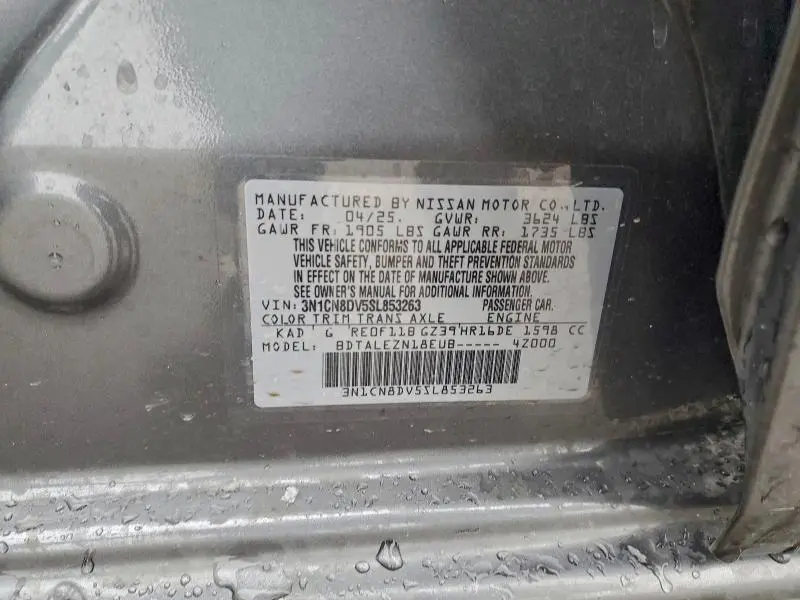 MANUFACTURED BY NISSAN MOTOR CO., LTD.
DATE: 04/25. GVWR: 3624 LBS
GAWR FR: 1905 LBS GAWR RR: 1735 LBS
THIS VEHICLE CONFORMS TO ALL APPLICABLE FEDERAL MOTOR
VEHICLE SAFETY, BUMPER AND THEFT PREVENTION STANDARDS
IN EFFECT ON THE DATE OF MANUFACTURE SHOWN ABOVE.
SEE OWNER'S MANUAL FOR ADDITIONAL INFORMATION.
VIN: 3N1CN8DV5SL853263 PASSENGER CAR.
COLOR TRIM TRANS AXLE ENGINE
KAD G RE0F11B GZ39 HR16DE 1598 CC
MODEL: BDTALEZN18EUB----- 4Z000
3N1CN8DV5SL853263